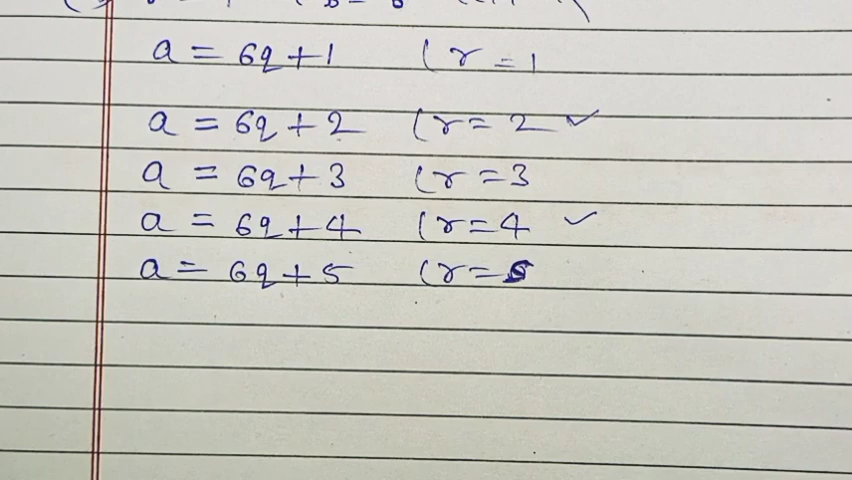 a = 6q + 1 (r = 1
a = 6q + 2 (r = 2 ✓
a = 6q + 3 (r = 3
a = 6q + 4 (r = 4 ✓
a = 6q + 5 (r = 5